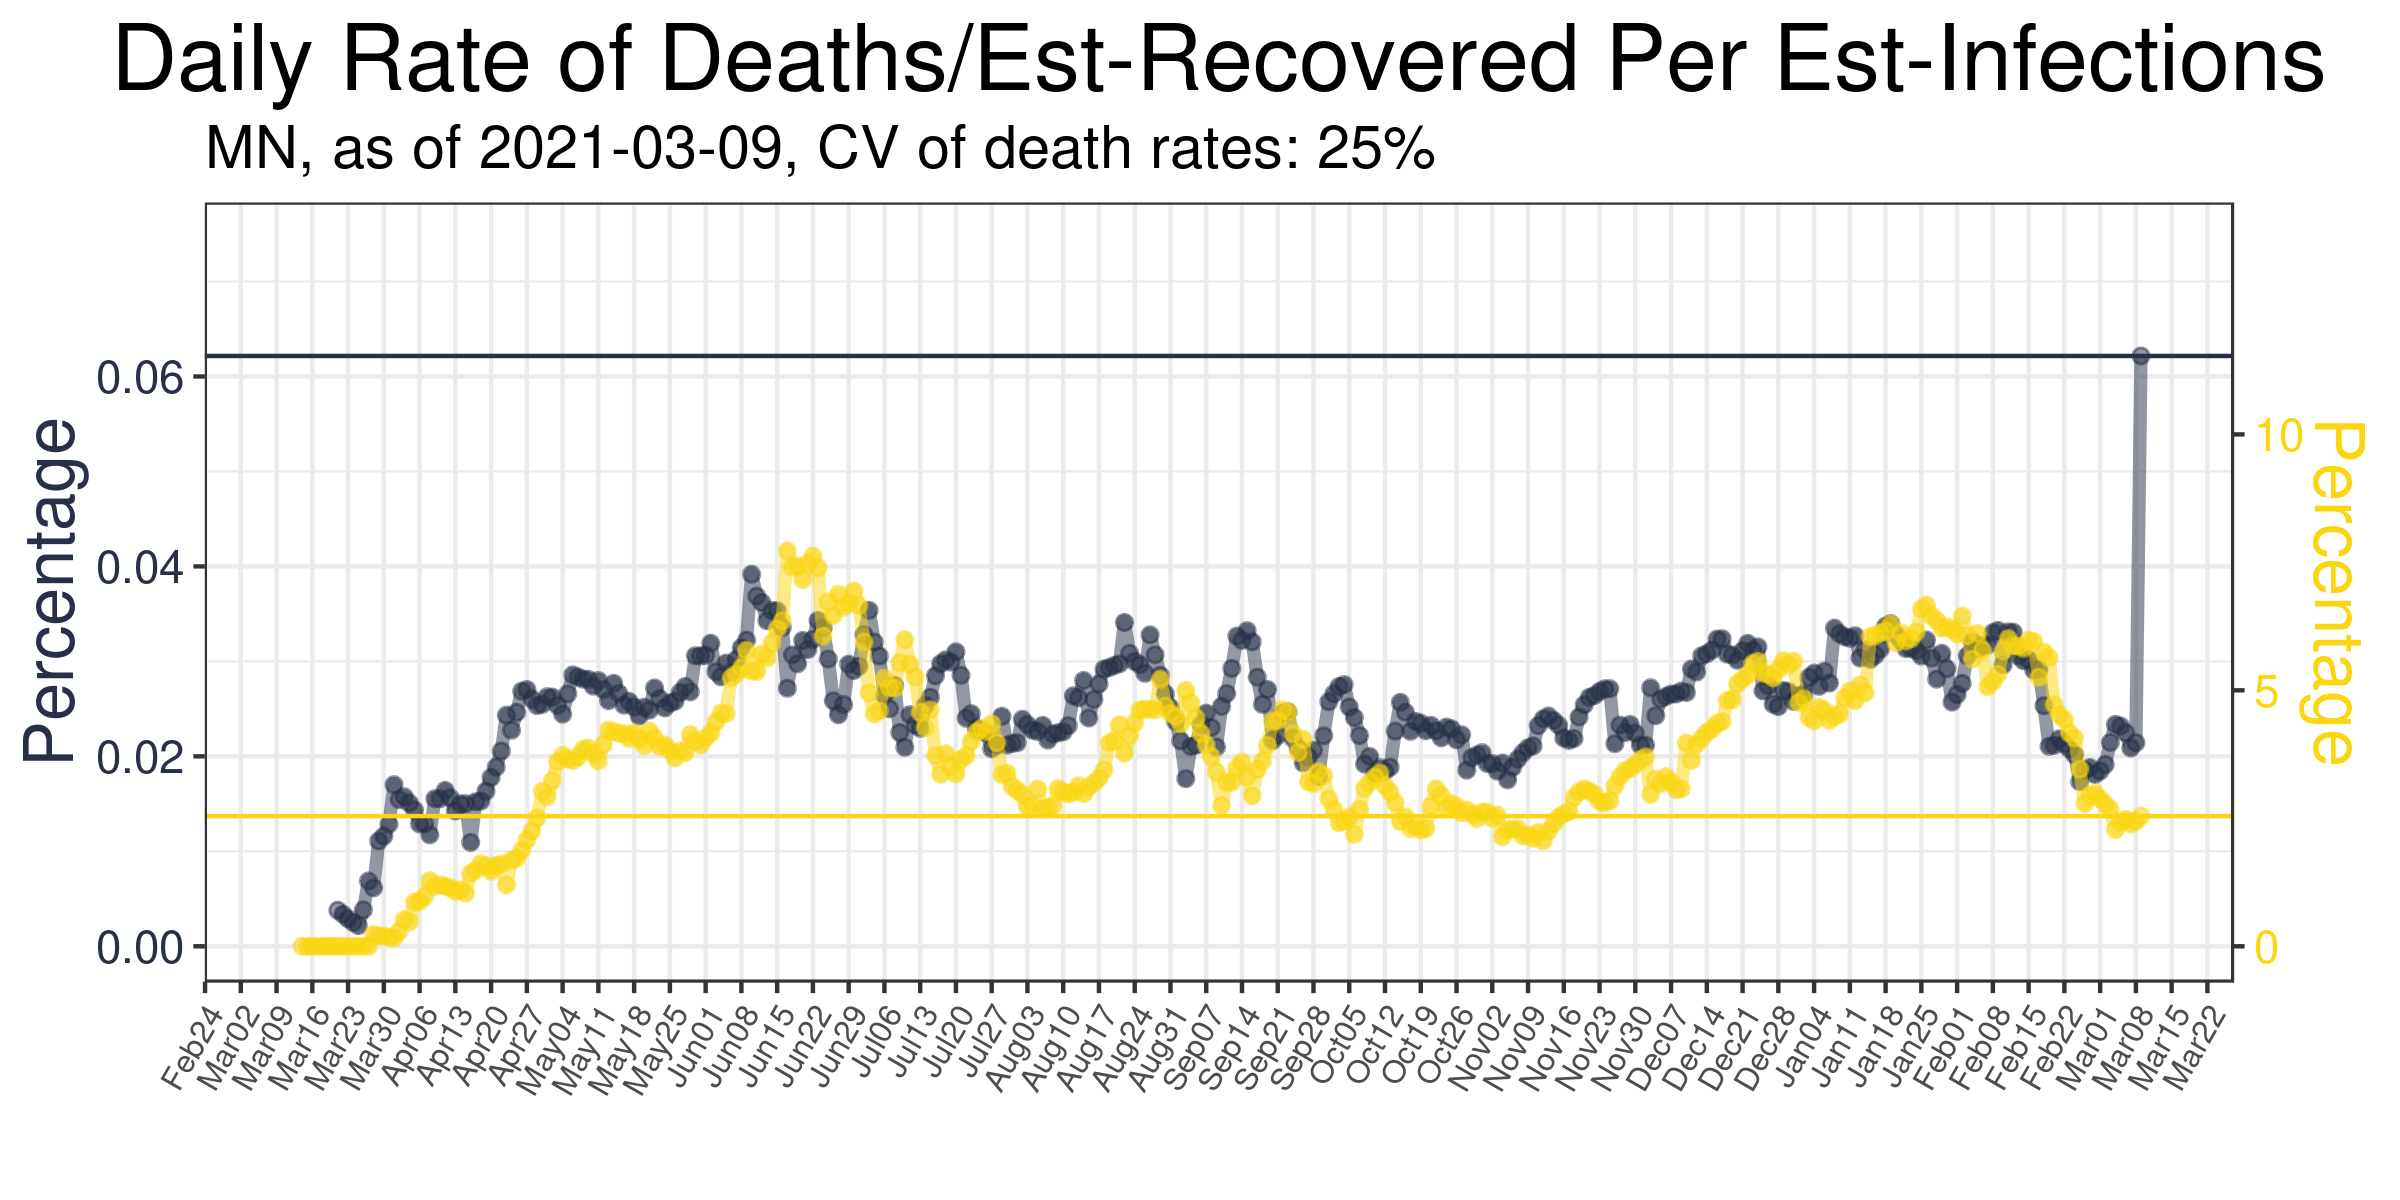 Daily Rate of Deaths/Est-Recovered Per Est-Infections
MN, as of 2021-03-09, CV of death rates: 25%
Percentage
0.06
0.04
0.02
0.00
10
5
0
Percentage
Feb24
Mar02
Mar09
Mar16
Mar23
Mar30
Apr06
Apr13
Apr20
Apr27
May04
May11
May18
May25
Jun01
Jun08
Jun15
Jun22
Jun29
Jul06
Jul13
Jul20
Jul27
Aug03
Aug10
Aug17
Aug24
Aug31
Sep07
Sep14
Sep21
Sep28
Oct05
Oct12
Oct19
Oct26
Nov02
Nov09
Nov16
Nov23
Nov30
Dec07
Dec14
Dec21
Dec28
Jan04
Jan11
Jan18
Jan25
Feb01
Feb08
Feb15
Feb22
Mar01
Mar08
Mar15
Mar22